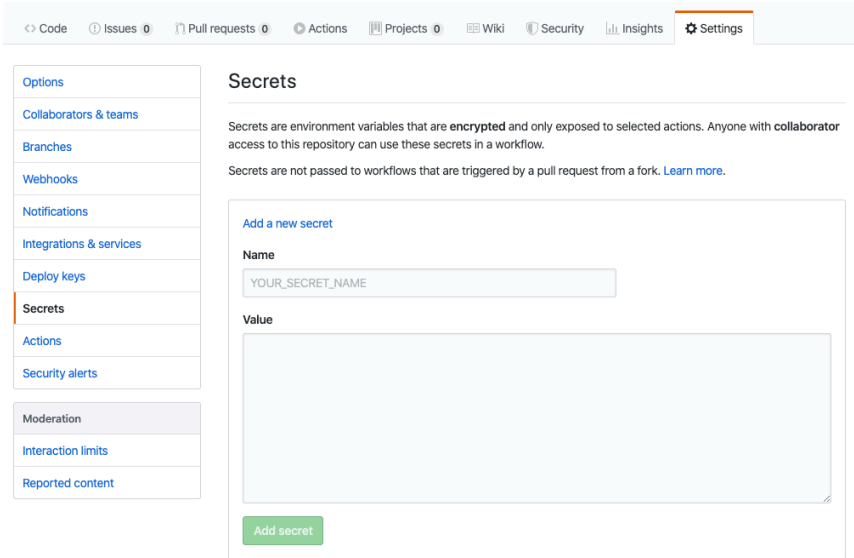 Code Issues 0 Pull requests 0 Actions Projects 0 Wiki Security Insights Settings
Options
Collaborators & teams
Branches
Webhooks
Notifications
Integrations & services
Deploy keys
Secrets
Actions
Security alerts
Moderation
Interaction limits
Reported content
Secrets
Secrets are environment variables that are encrypted and only exposed to selected actions. Anyone with collaborator
access to this repository can use these secrets in a workflow.
Secrets are not passed to workflows that are triggered by a pull request from a fork. Learn more.
Add a new secret
Name
YOUR_SECRET_NAME
Value
Add secret